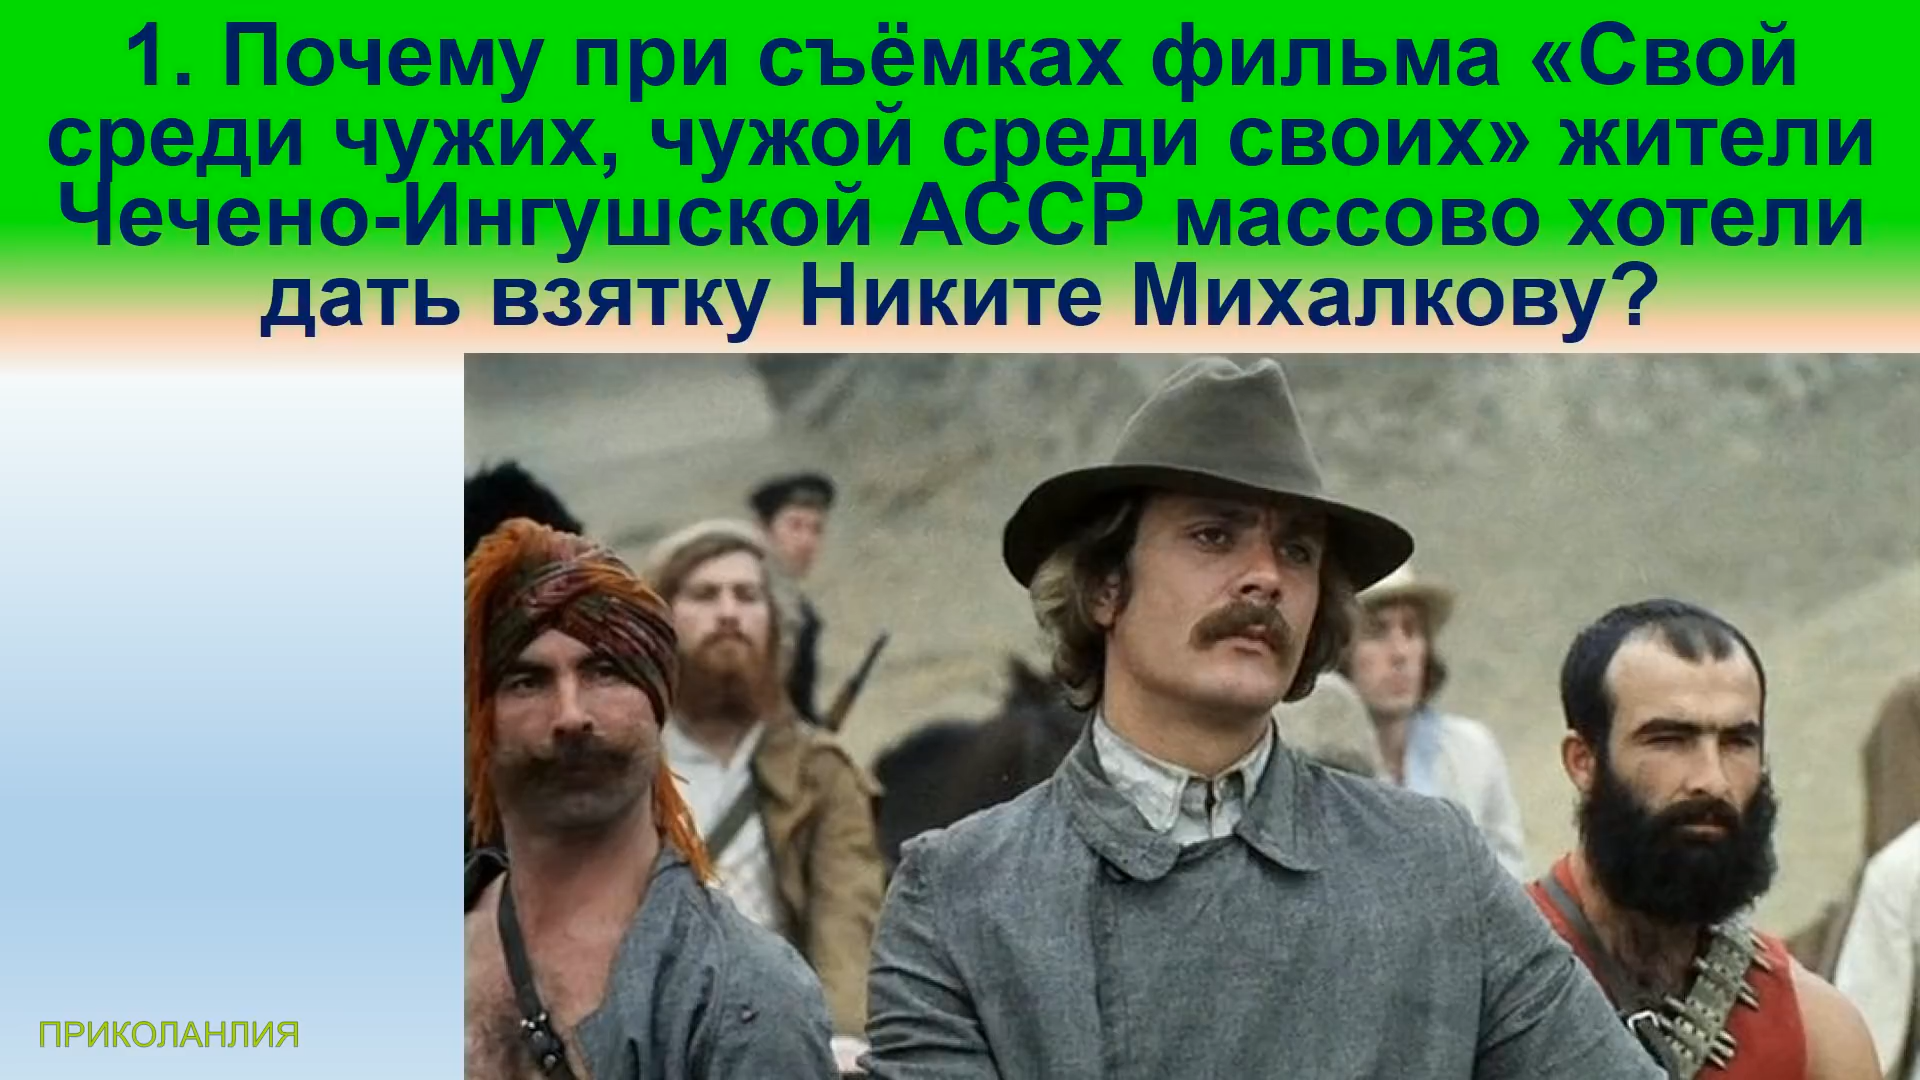 1. Почему при съёмках фильма «Свой
среди чужих, чужой среди своих» жители
Чечено-Ингушской АССР массово хотели
дать взятку Никите Михалкову?
ПРИКОЛАНЛИЯ